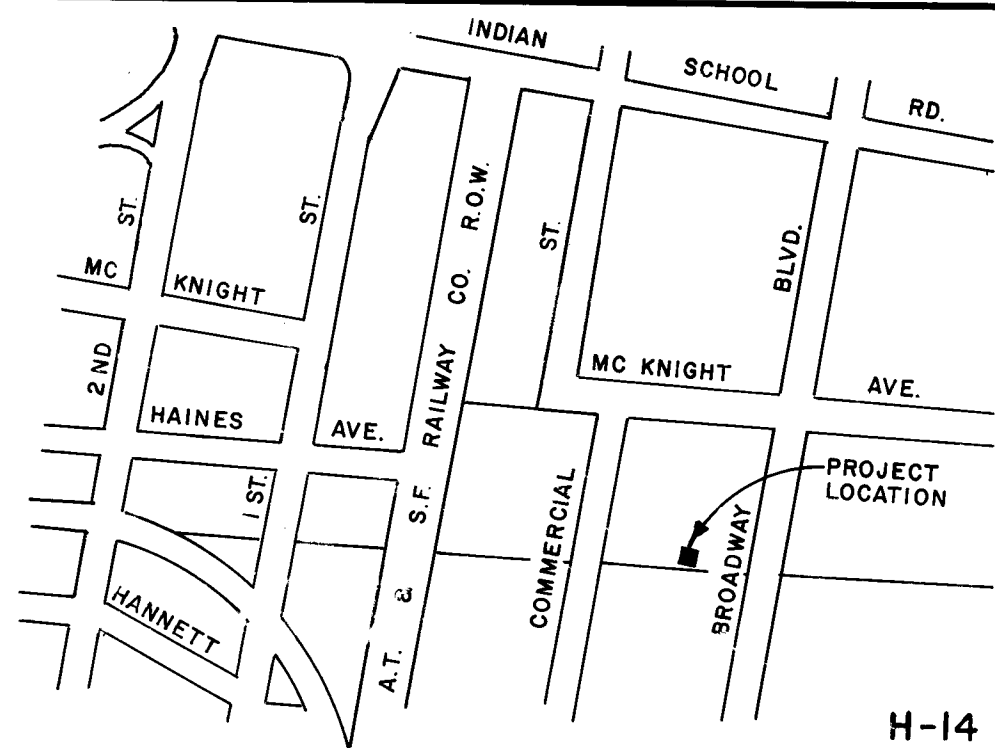 INDIAN SCHOOL RD.
2ND ST.
1 ST. ST.
MC KNIGHT
HAINES AVE.
HANNETT
A.T. & S.F. RAILWAY CO. R.O.W.
COMMERCIAL ST.
BROADWAY BLVD.
MC KNIGHT AVE.
PROJECT
LOCATION
H-14